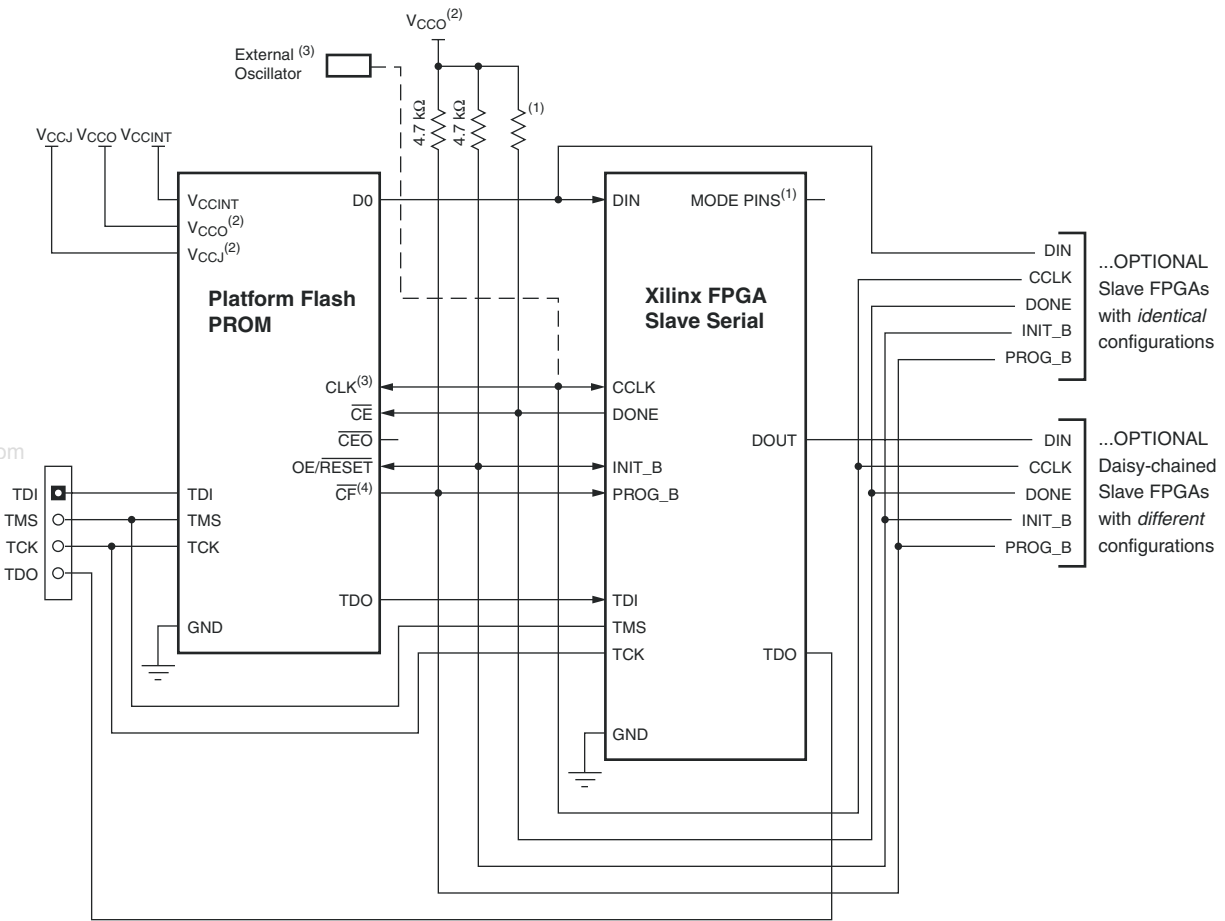 VCCO(2)
External (3)
Oscillator
4.7 kΩ
4.7 kΩ
(1)
VCCJ VCCO VCCINT
VCCINT
VCCO(2)
VCCJ(2)
D0
Platform Flash
PROM
CLK(3)
CE
CEO
OE/RESET
CF(4)
TDI
TMS
TCK
TDO
GND
DIN
MODE PINS(1)
Xilinx FPGA
Slave Serial
CCLK
DONE
DOUT
INIT_B
PROG_B
TDI
TMS
TCK
TDO
GND
TDI
TMS
TCK
TDO
om
DIN
CCLK
DONE
INIT_B
PROG_B
...OPTIONAL
Slave FPGAs
with identical
configurations
DIN
CCLK
DONE
INIT_B
PROG_B
...OPTIONAL
Daisy-chained
Slave FPGAs
with different
configurations